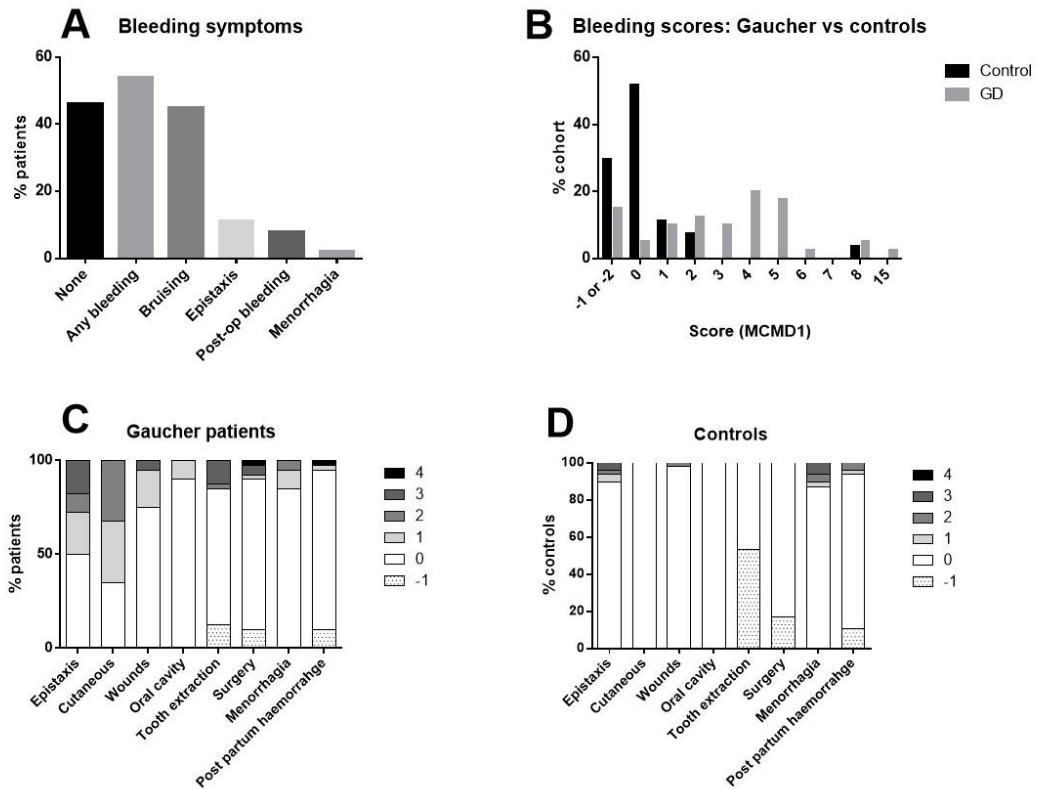 A
Bleeding symptoms
% patients
60
40
20
0
None
Any bleeding
Bruising
Epistaxis
Post-op bleeding
Menorrhagia
B
Bleeding scores: Gaucher vs controls
% cohort
60
40
20
0
-1 or -2
0
1
2
3
4
5
6
7
8
15
Score (MCMD1)
Control
GD
C
Gaucher patients
% patients
100
50
0
Epistaxis
Cutaneous
Wounds
Oral cavity
Tooth extraction
Surgery
Menorrhagia
Post partum haemorrahge
4
3
2
1
0
-1
D
Controls
% controls
100
80
60
40
20
0
Epistaxis
Cutaneous
Wounds
Oral cavity
Tooth extraction
Surgery
Menorrhagia
Post partum haemorrahge
4
3
2
1
0
-1